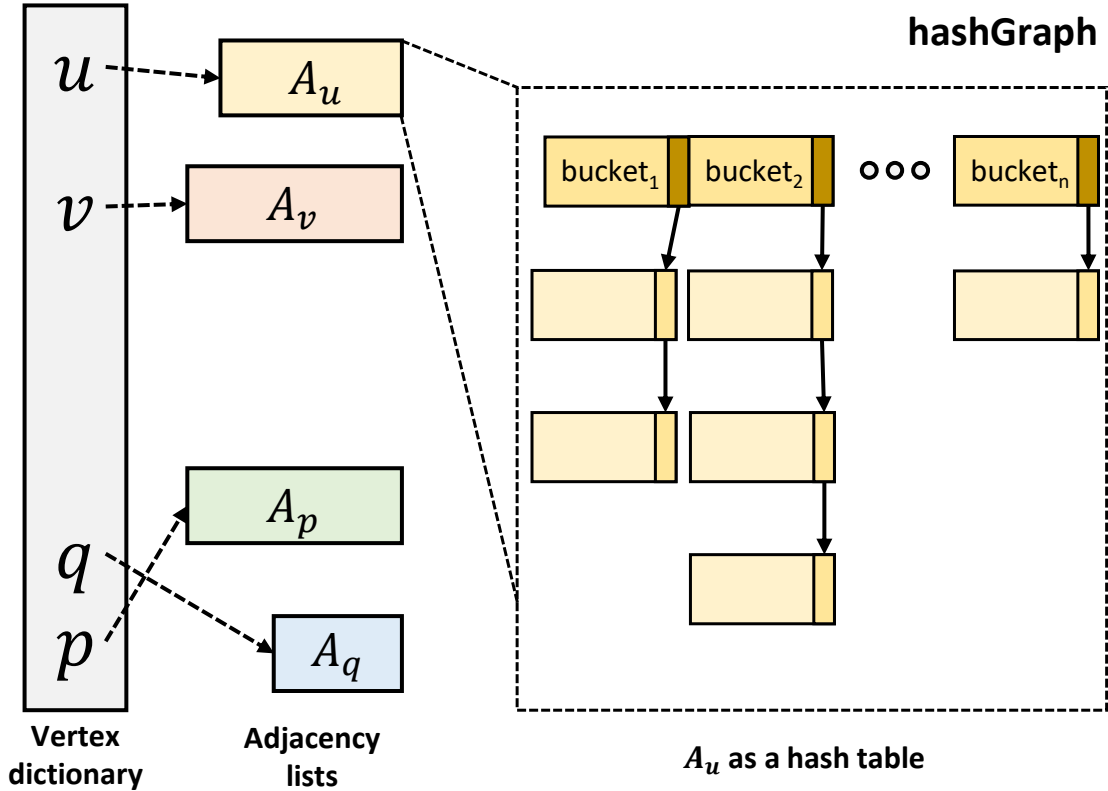 hashGraph
u
A_u
v
A_v
bucket_1
bucket_2
bucket_n
A_p
q
p
A_q
Vertex
dictionary
Adjacency
lists
A_u as a hash table